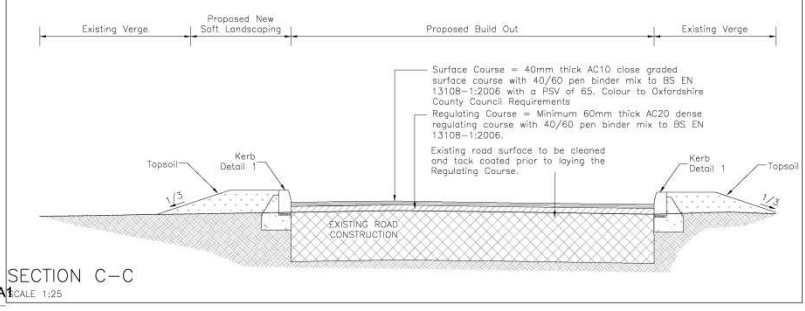 Existing Verge
Proposed New
Soft Landscaping
Proposed Build Out
Existing Verge
Surface Course = 40mm thick AC10 close graded
surface course with 40/60 pen binder mix to BS EN
13108-1:2006 with a PSV of 65. Colour to Oxfordshire
County Council Requirements
Regulating Course = Minimum 60mm thick AC20 dense
regulating course with 40/60 pen binder mix to BS EN
13108-1:2006.
Existing road surface to be cleaned
and tack coated prior to laying the
Regulating Course.
Topsoil
Kerb
Detail 1
Kerb
Detail 1
Topsoil
1/3
1/3
EXISTING ROAD
CONSTRUCTION
SECTION C-C
SCALE 1:25
A1